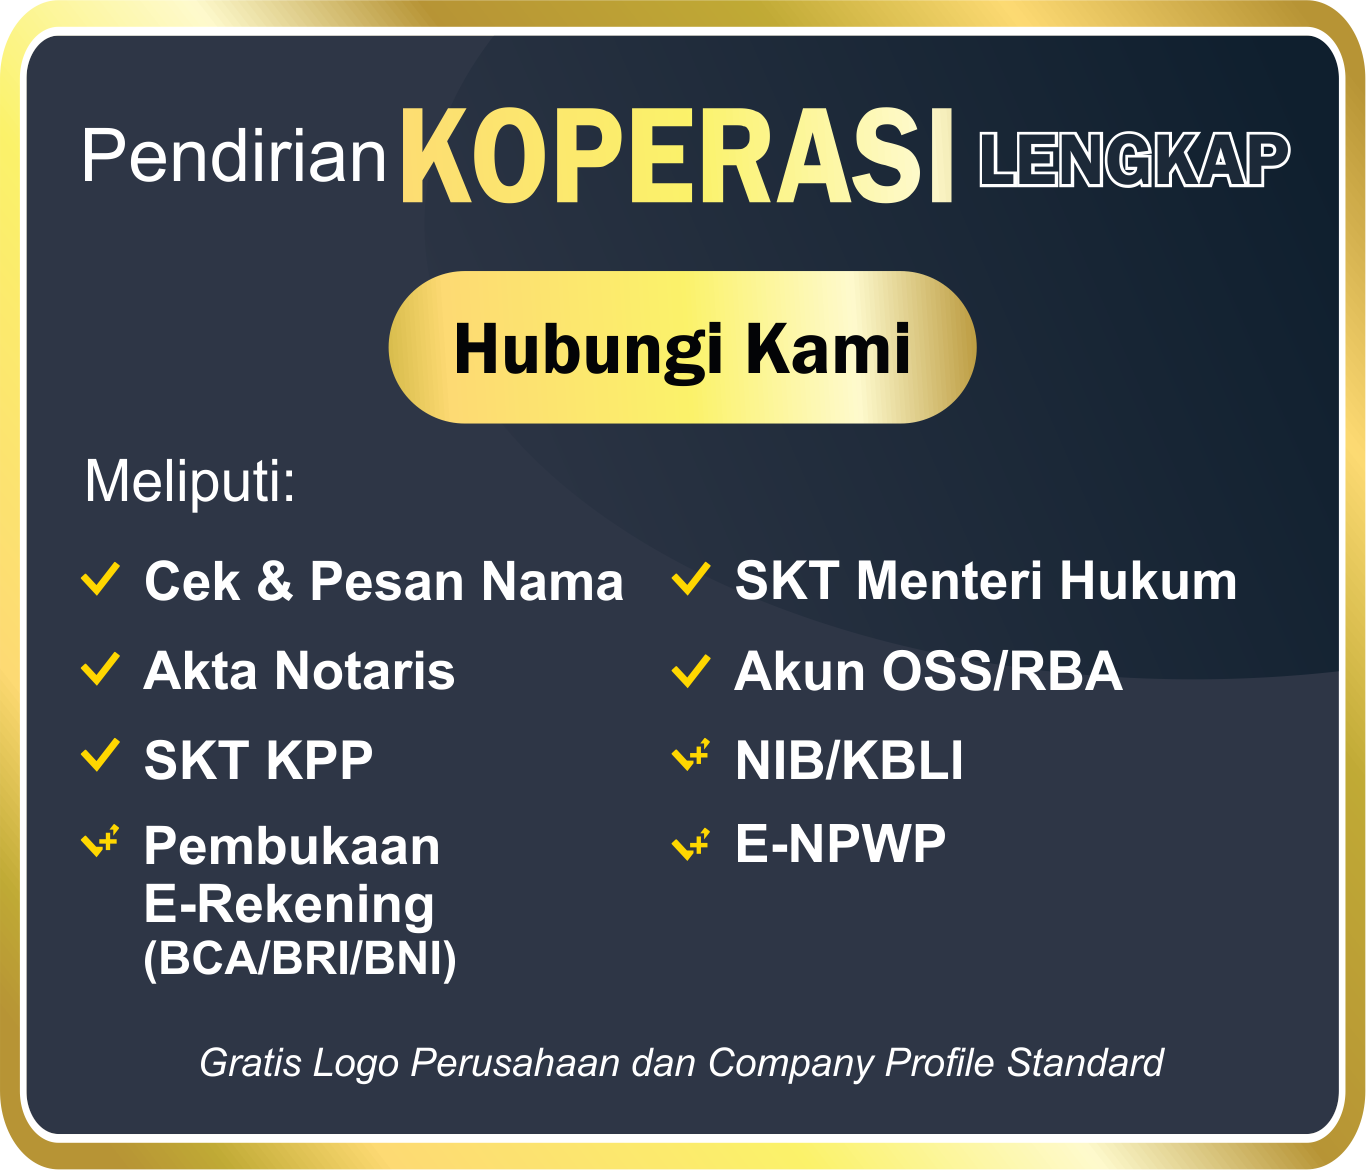 Pendirian KOPERASI LENGKAP
Hubungi Kami
Meliputi:
Cek & Pesan Nama
Akta Notaris
SKT KPP
Pembukaan
E-Rekening
(BCA/BRI/BNI)
SKT Menteri Hukum
Akun OSS/RBA
NIB/KBLI
E-NPWP
Gratis Logo Perusahaan dan Company Profile Standard